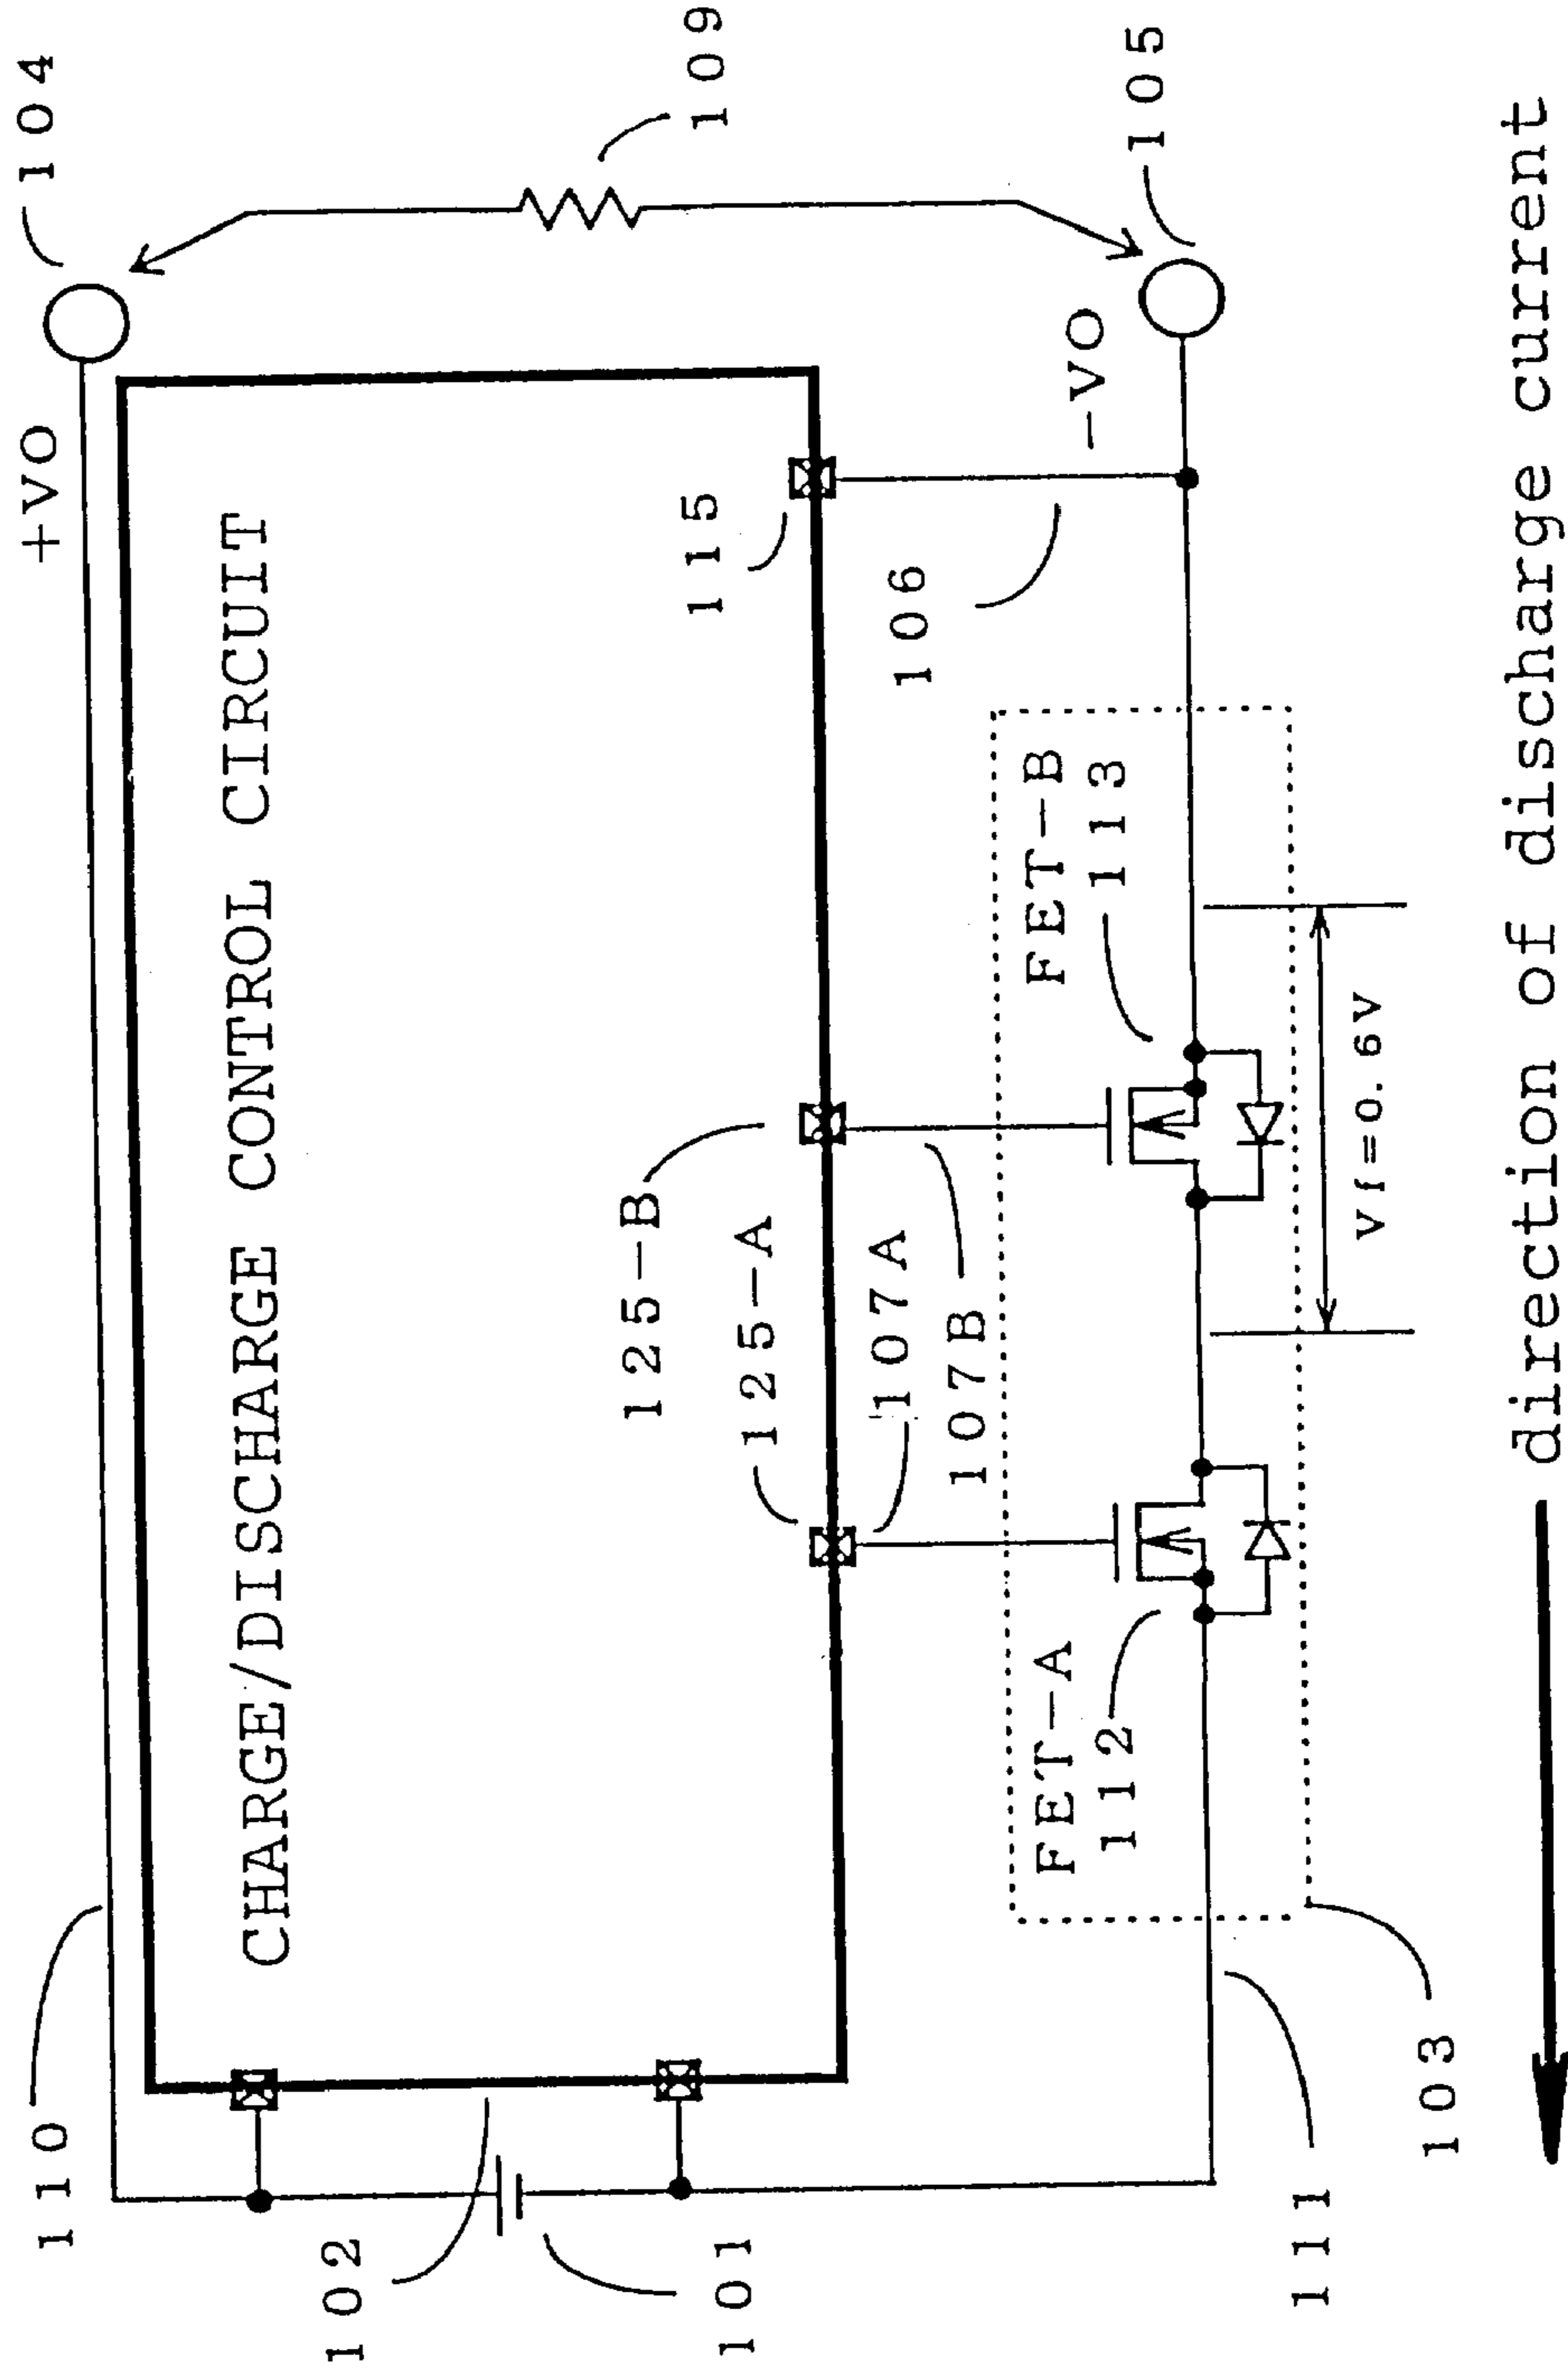 110
+VO
104
CHARGE/DISCHARGE CONTROL CIRCUIT
102
109
101
125-B
115
125-A
107A
106
107B
FET-A
112
FET-B
113
-VO
105
Vf=0.6V
111
103
direction of discharge current